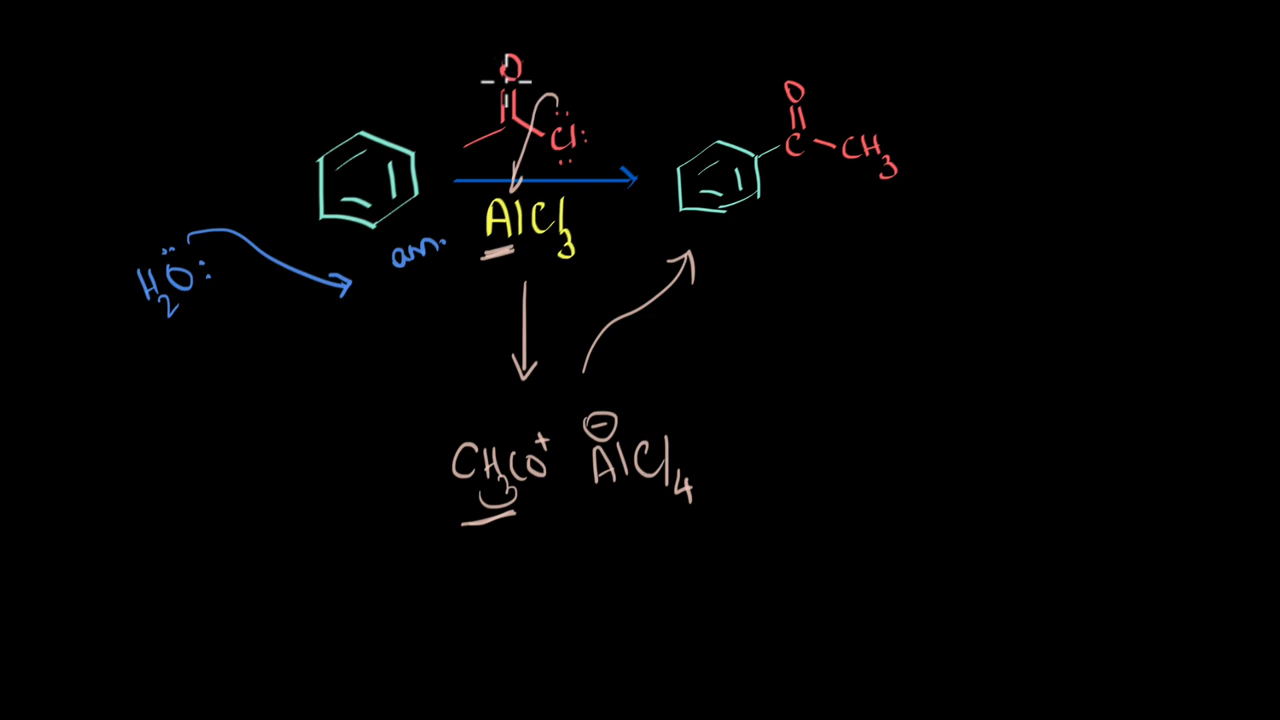 O
Cl
O
C-CH3
AlCl3
an.
H2O
CH3CO+ ⊖AlCl4